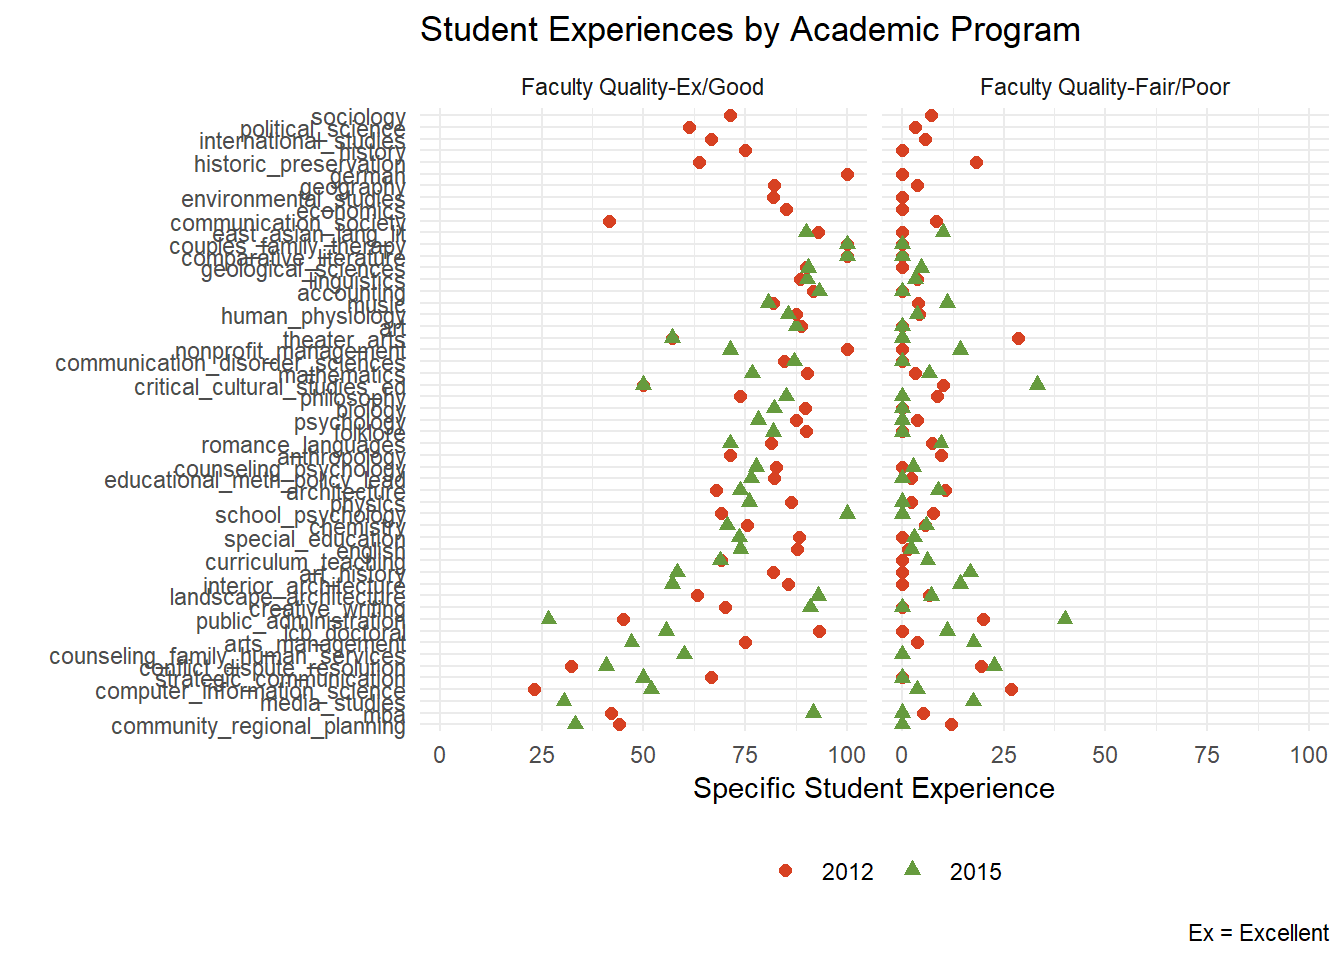 Student Experiences by Academic Program
Faculty Quality-Ex/Good
Faculty Quality-Fair/Poor
sociology
political_science
international_studies
history
historic_preservation
german
geography
environmental_studies
economics
communication_society
east_asian_lang_lit
couples_family_therapy
comparative_literature
geological_sciences
linguistics
accounting
music
human_physiology
art
theater_arts
nonprofit_management
communication_disorder_sciences
mathematics
critical_cultural_studies_ed
philosophy
biology
psychology
folklore
romance_languages
anthropology
counseling_psychology
educational_meth_policy_lead
architecture
physics
school_psychology
chemistry
special_education
english
curriculum_teaching
art_history
interior_architecture
landscape_architecture
creative_writing
public_administration
icb_doctoral
arts_management
counseling_family_human_services
conflict_dispute_resolution
strategic_communication
computer_information_science
media_studies
mba
community_regional_planning
0 25 50 75 100 0 25 50 75 100
Specific Student Experience
2012 2015
Ex = Excellent